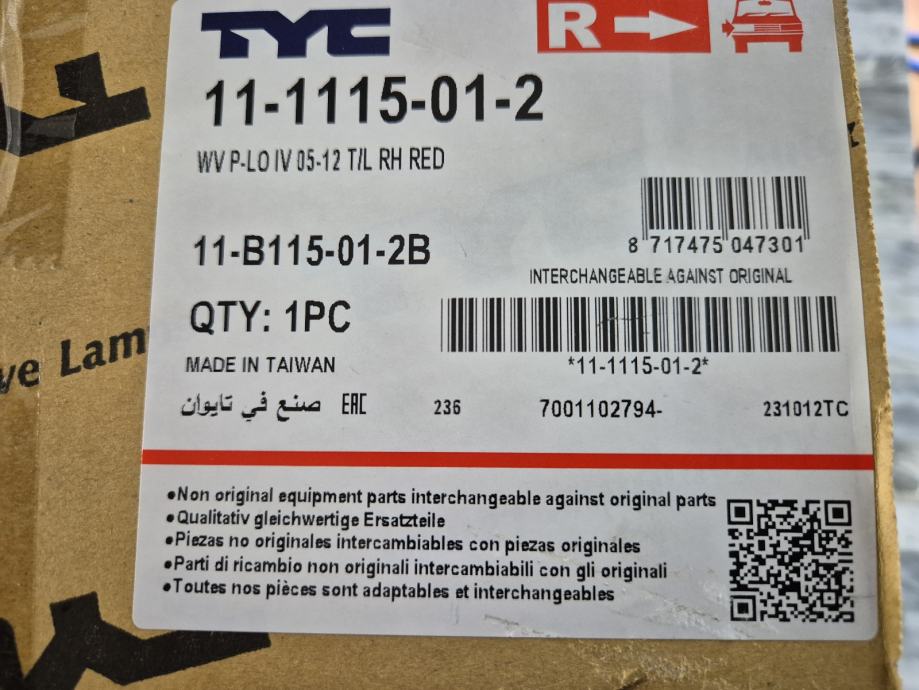 TYC
R
11-1115-01-2
WV P-LO IV 05-12 T/L RH RED
11-B115-01-2B
8 717475 047301
INTERCHANGEABLE AGAINST ORIGINAL
QTY: 1PC
*11-1115-01-2*
MADE IN TAIWAN
صنع في تايوان EAC 236 7001102794- 231012TC
ve Lam
•Non original equipment parts interchangeable against original parts
•Qualitativ gleichwertige Ersatzteile
•Piezas no originales intercambiables con piezas originales
•Parti di ricambio non originali intercambiabili con gli originali
•Toutes nos pièces sont adaptables et interchangeables